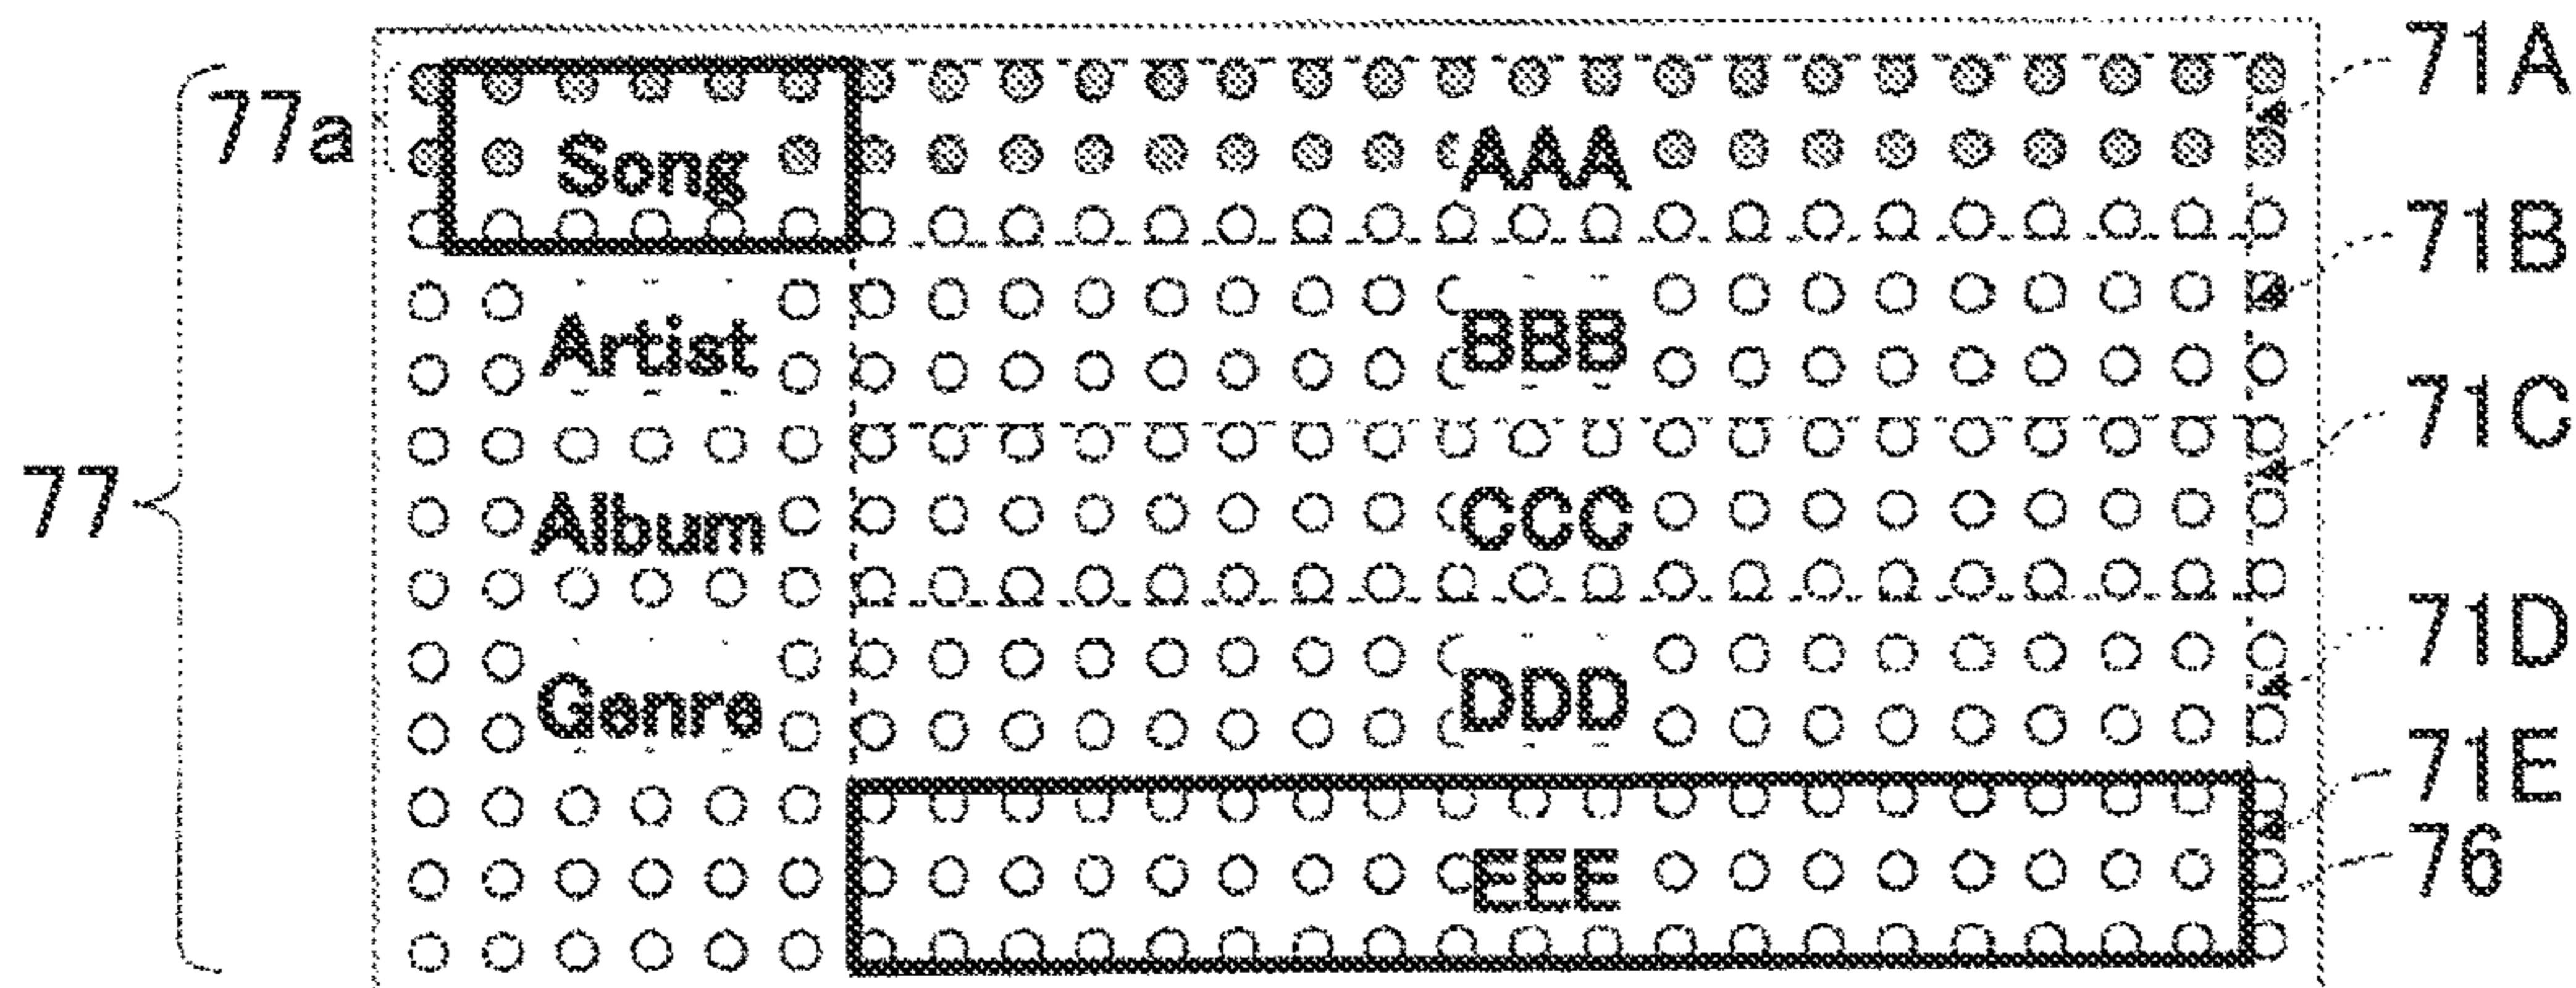 71A
77a Song AAA
71B
Artist BBB
71C
77 Album CCC
71D
Genre DDD
71E
EEE 76